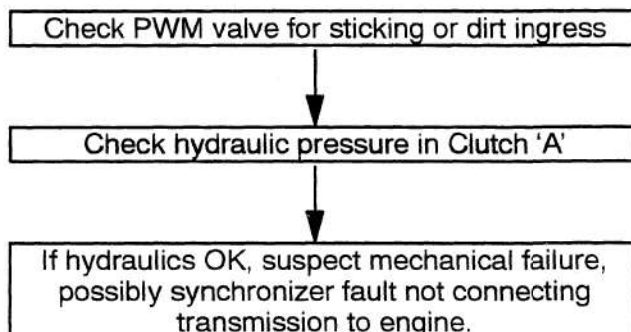 Check PWM valve for sticking or dirt ingress
Check hydraulic pressure in Clutch ‘A’
If hydraulics OK, suspect mechanical failure,
possibly synchronizer fault not connecting
transmission to engine.